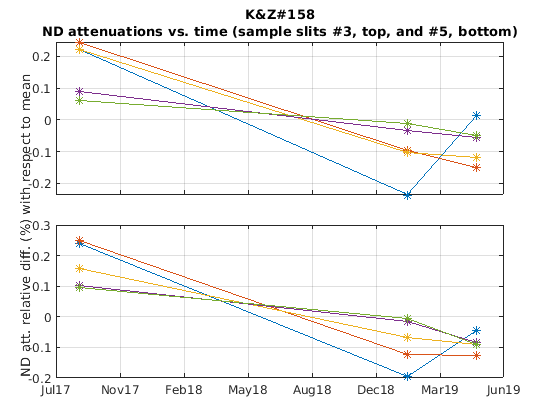 K&Z#158
ND attenuations vs. time (sample slits #3, top, and #5, bottom)
0.2
0.1
0
-0.1
-0.2
ND att. relative diff. (%) with respect to mean
0.3
0.2
0.1
0
-0.1
-0.2
Jul17 Nov17 Feb18 May18 Aug18 Dec18 Mar19 Jun19